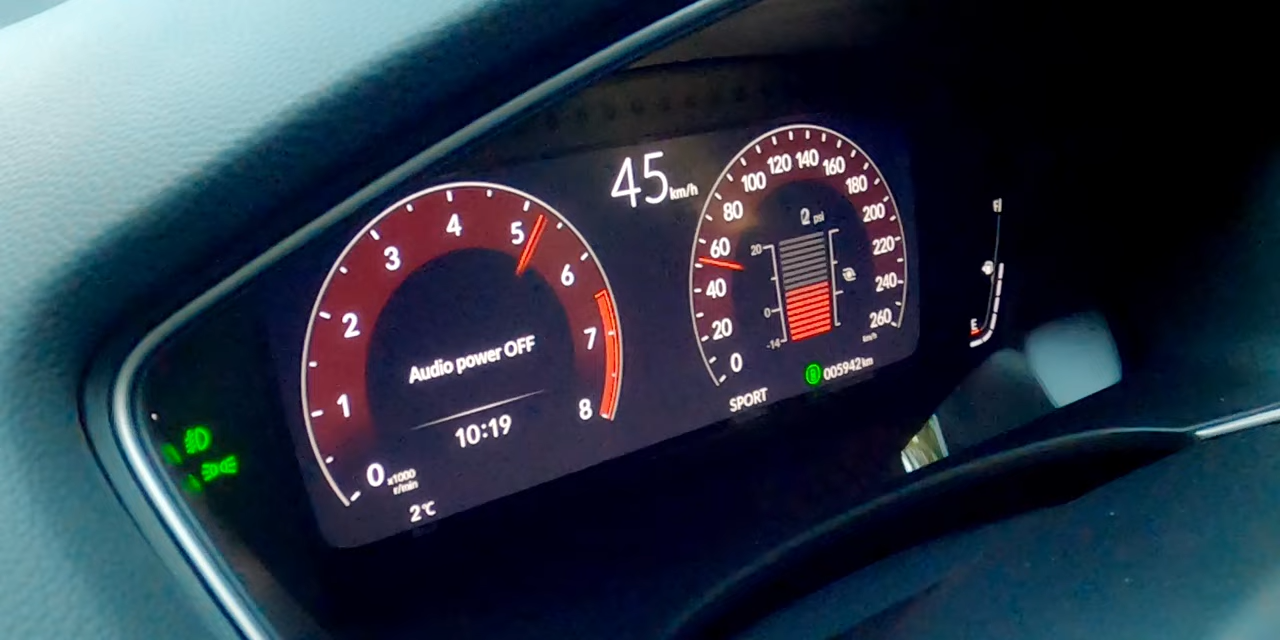 45 km/h
0
1
2
3
4
5
6
7
8
x1000
r/min
Audio power OFF
10:19
2°C
0
20
40
60
80
100
120
140
160
180
200
220
240
260
km/h
2 psi
20
0
-14
SPORT
005942 km
F
E